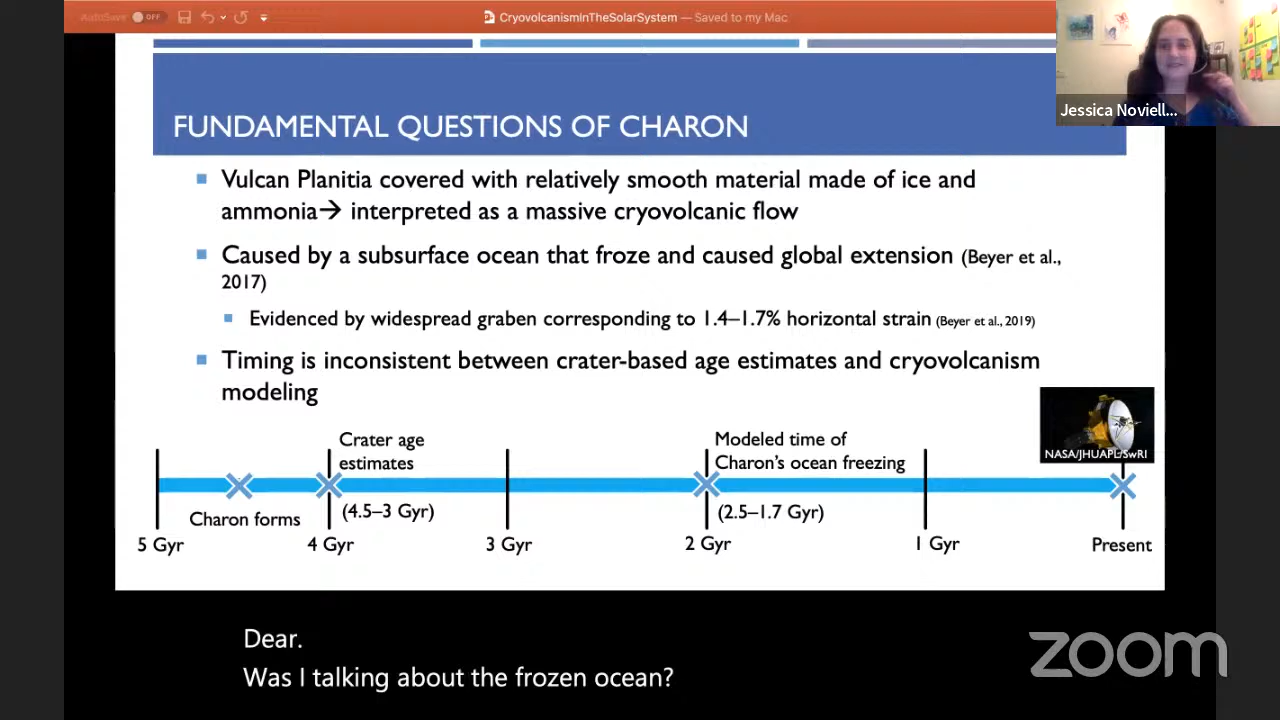 AutoSave OFF
CryovolcanismInTheSolarSystem — Saved to my Mac
Jessica Noviell...
FUNDAMENTAL QUESTIONS OF CHARON
Vulcan Planitia covered with relatively smooth material made of ice and
ammonia→ interpreted as a massive cryovolcanic flow
Caused by a subsurface ocean that froze and caused global extension (Beyer et al.,
2017)
Evidenced by widespread graben corresponding to 1.4–1.7% horizontal strain (Beyer et al., 2019)
Timing is inconsistent between crater-based age estimates and cryovolcanism
modeling
NASA/JHUAPL/SwRI
Crater age
estimates
Modeled time of
Charon's ocean freezing
Charon forms
(4.5–3 Gyr)
(2.5–1.7 Gyr)
5 Gyr
4 Gyr
3 Gyr
2 Gyr
1 Gyr
Present
Dear.
Was I talking about the frozen ocean?
zoom